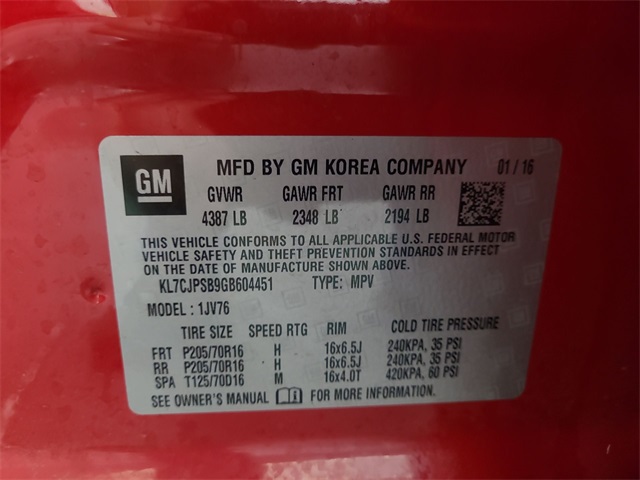 GM MFD BY GM KOREA COMPANY 01/16
GVWR GAWR FRT GAWR RR
4387 LB 2348 LB 2194 LB
THIS VEHICLE CONFORMS TO ALL APPLICABLE U.S. FEDERAL MOTOR
VEHICLE SAFETY AND THEFT PREVENTION STANDARDS IN EFFECT
ON THE DATE OF MANUFACTURE SHOWN ABOVE.
KL7CJPSB9GB604451 TYPE: MPV
MODEL: 1JV76
TIRE SIZE SPEED RTG RIM COLD TIRE PRESSURE
FRT P205/70R16 H 16x6.5J 240KPA, 35 PSI
RR P205/70R16 H 16x6.5J 240KPA, 35 PSI
SPA T125/70D16 M 16x4.0T 420KPA, 60 PSI
SEE OWNER'S MANUAL FOR MORE INFORMATION.